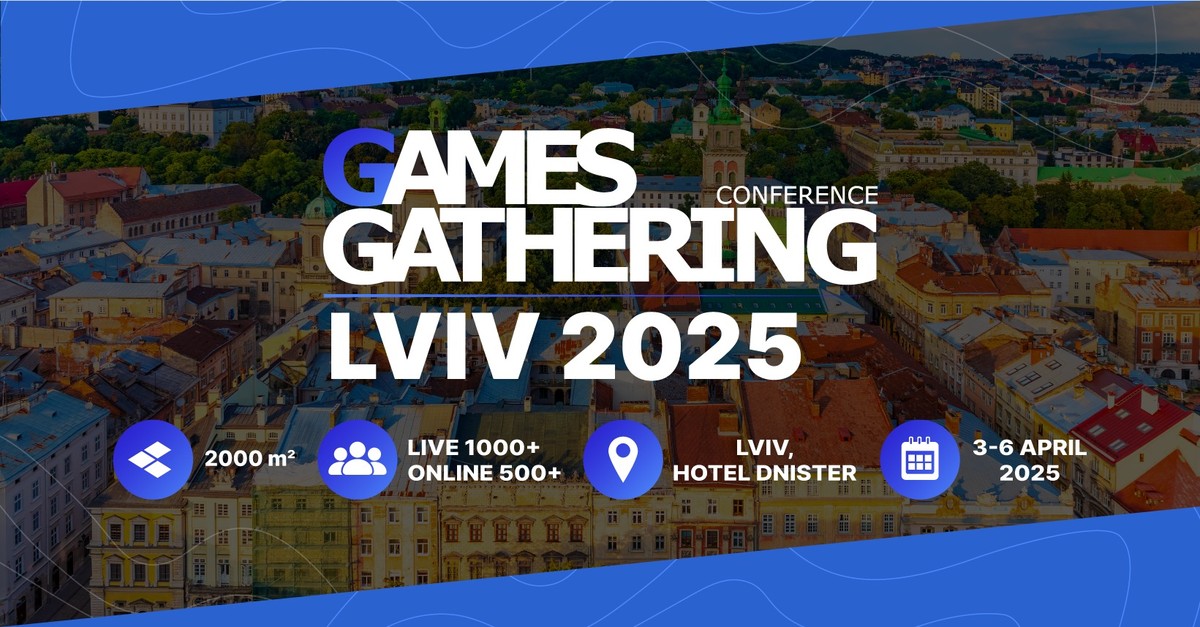 GAMES
CONFERENCE
GATHERING
LVIV 2025
2000 m²
LIVE 1000+
ONLINE 500+
LVIV,
HOTEL DNISTER
3-6 APRIL
2025